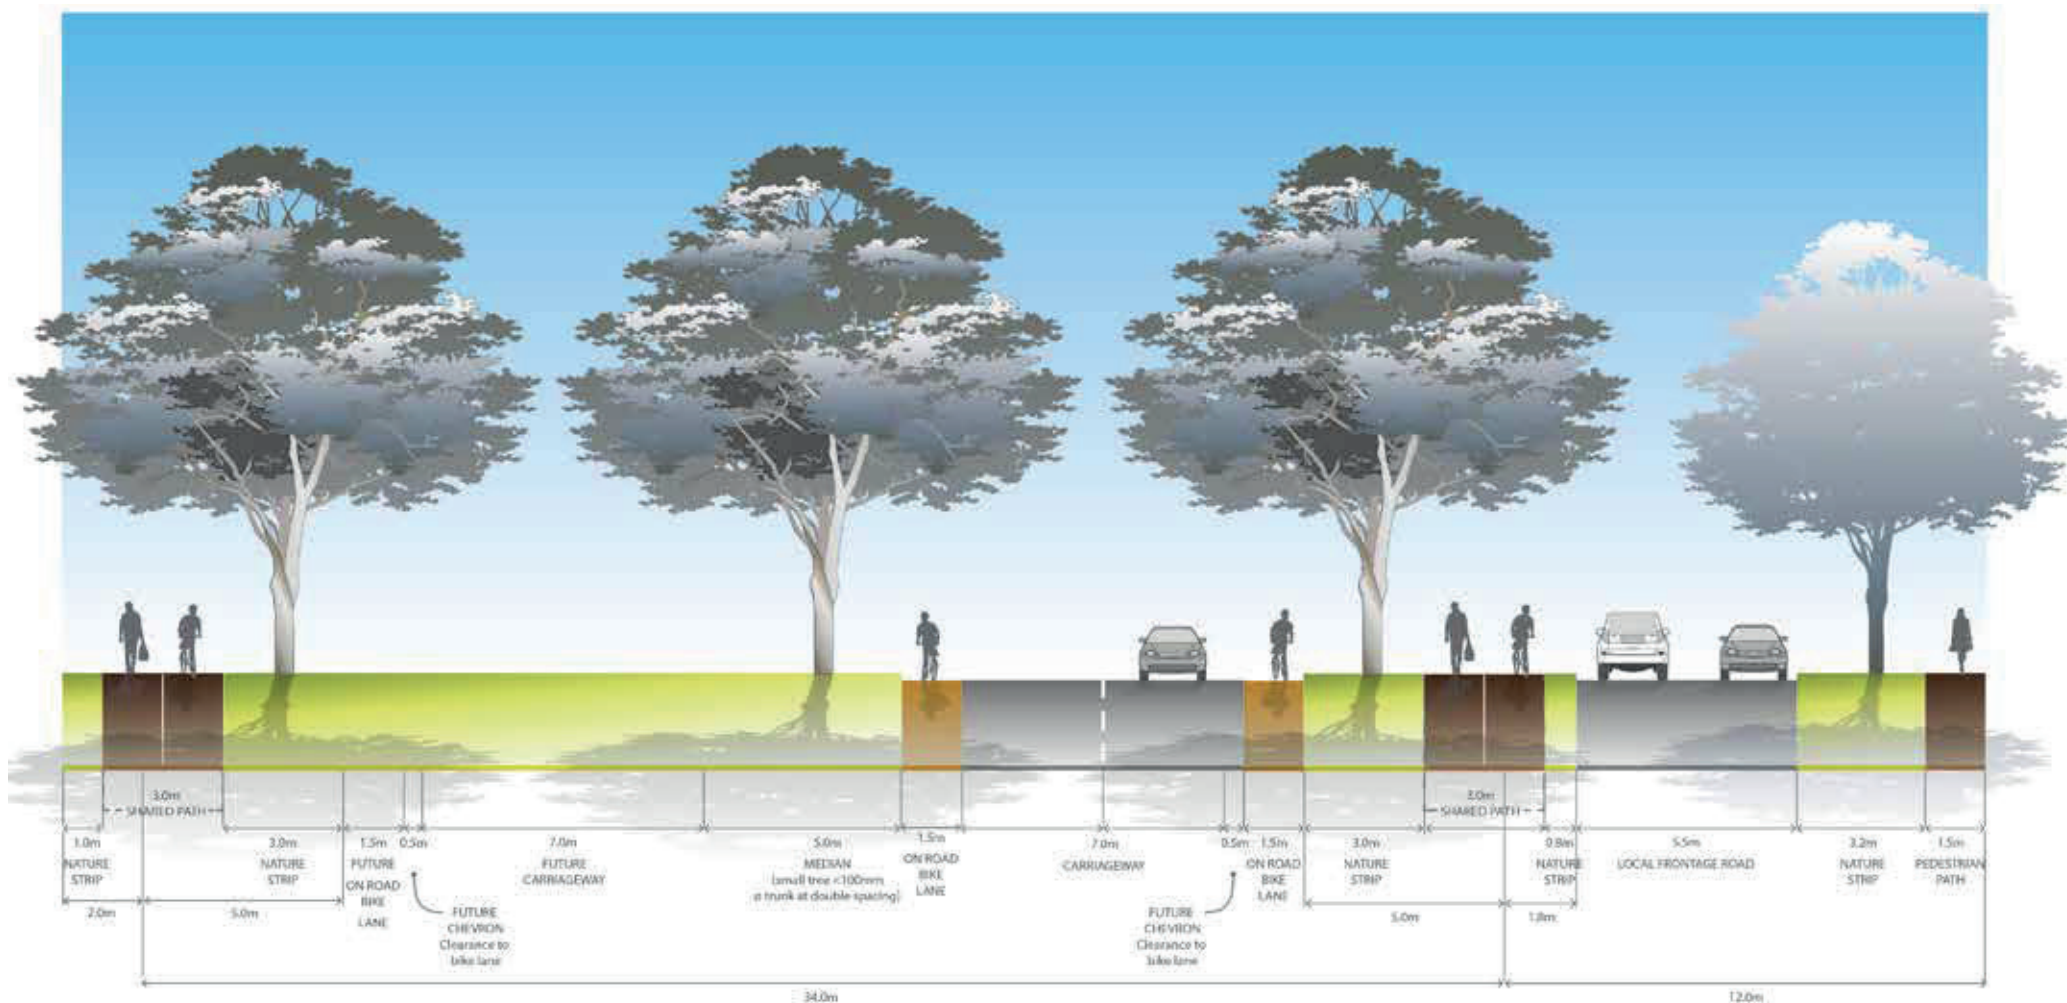 3.0m
SHARED PATH
3.0m
SHARED PATH
1.0m
NATURE
STRIP
3.0m
NATURE
STRIP
1.5m
FUTURE
ON ROAD
BIKE
LANE
0.5m
7.0m
FUTURE
CARRIAGEWAY
5.0m
MEDIAN
(small tree <100mm
ø trunk at double spacing)
1.5m
ON ROAD
BIKE
LANE
7.0m
CARRIAGEWAY
0.5m
1.5m
ON ROAD
BIKE
LANE
3.0m
NATURE
STRIP
0.8m
NATURE
STRIP
5.5m
LOCAL FRONTAGE ROAD
3.2m
NATURE
STRIP
1.5m
PEDESTRIAN
PATH
2.0m
5.0m
FUTURE
CHEVRON
Clearance to
bike lane
FUTURE
CHEVRON
Clearance to
bike lane
5.0m
1.8m
34.0m
12.0m